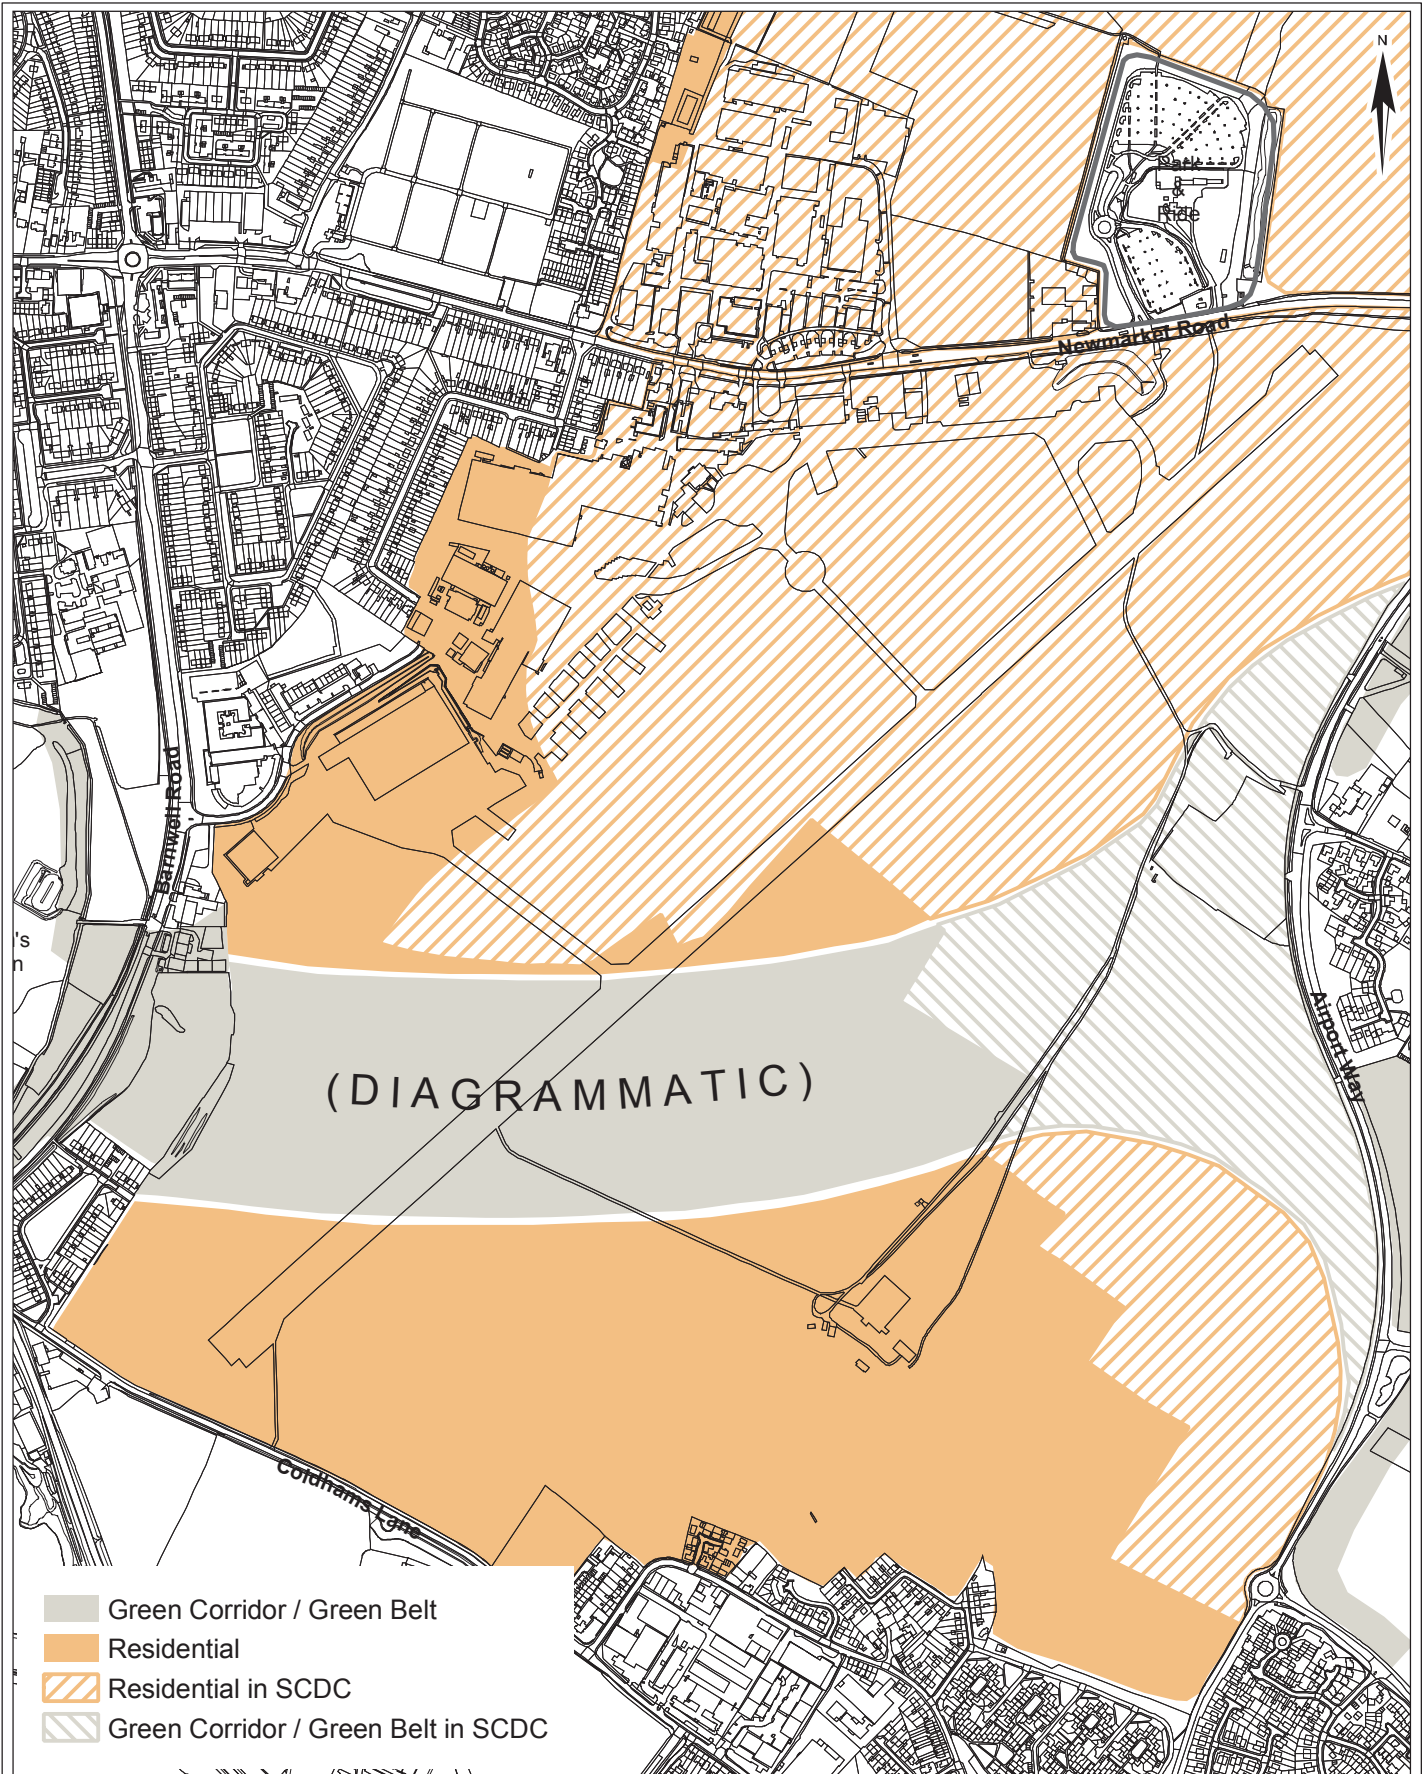 N
Park
&
Ride
Newmarket Road
Barnwell Road
's
n
Airport Way
(DIAGRAMMATIC)
Coldhams Lane
Green Corridor / Green Belt
Residential
Residential in SCDC
Green Corridor / Green Belt in SCDC